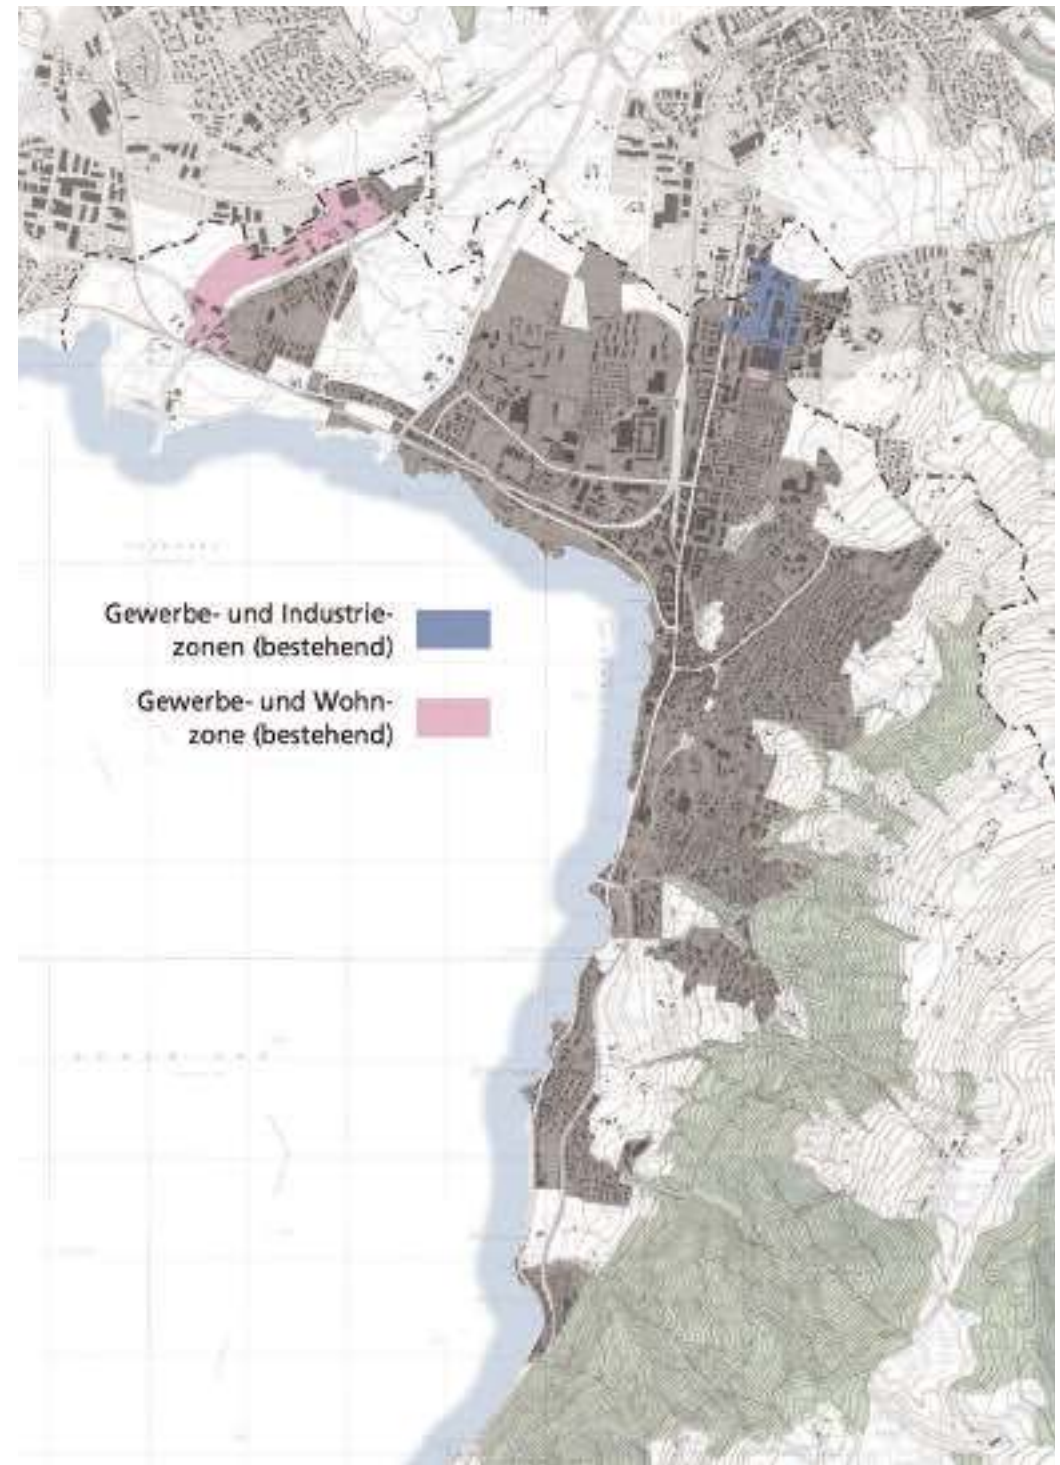 Gewerbe- und Industrie-
zonen (bestehend)
Gewerbe- und Wohn-
zone (bestehend)